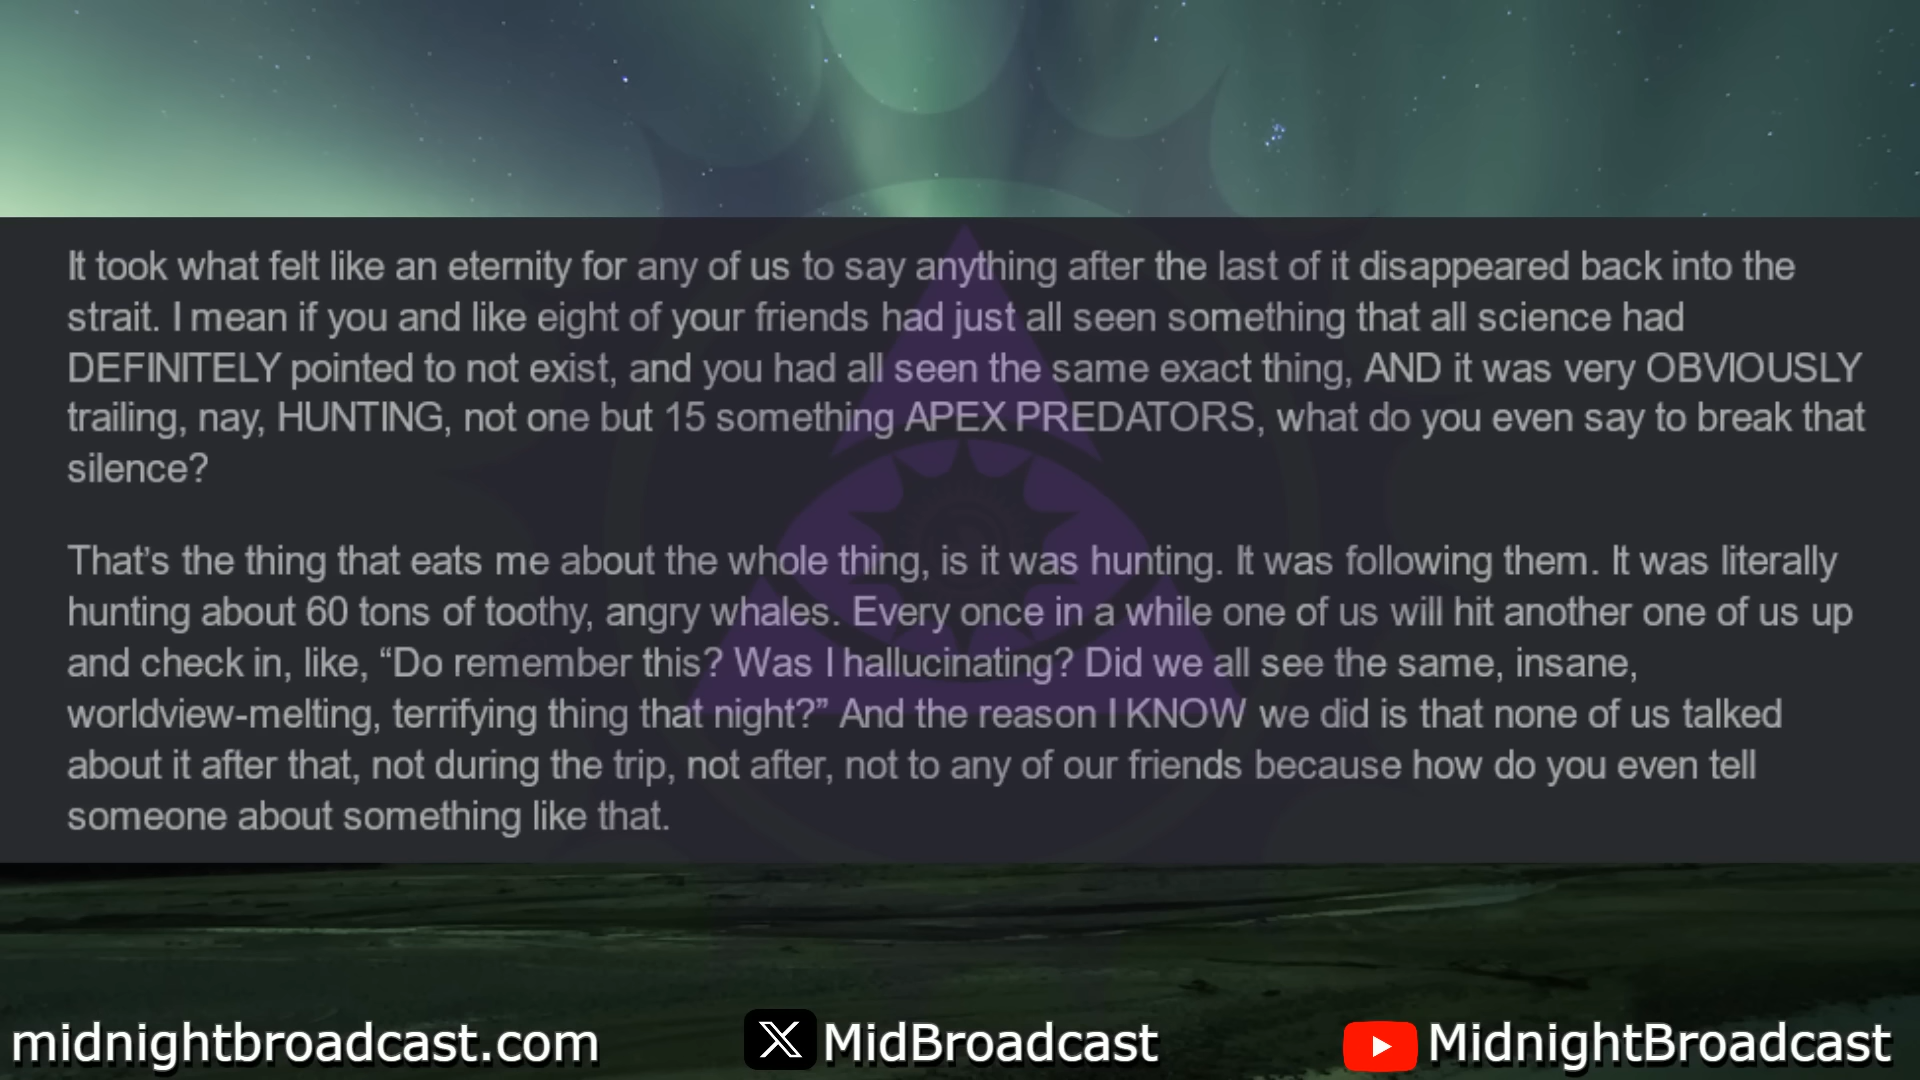 It took what felt like an eternity for any of us to say anything after the last of it disappeared back into the
strait. I mean if you and like eight of your friends had just all seen something that all science had
DEFINITELY pointed to not exist, and you had all seen the same exact thing, AND it was very OBVIOUSLY
trailing, nay, HUNTING, not one but 15 something APEX PREDATORS, what do you even say to break that
silence?
That’s the thing that eats me about the whole thing, is it was hunting. It was following them. It was literally
hunting about 60 tons of toothy, angry whales. Every once in a while one of us will hit another one of us up
and check in, like, “Do remember this? Was I hallucinating? Did we all see the same, insane,
worldview-melting, terrifying thing that night?” And the reason I KNOW we did is that none of us talked
about it after that, not during the trip, not after, not to any of our friends because how do you even tell
someone about something like that.
midnightbroadcast.com MidBroadcast MidnightBroadcast